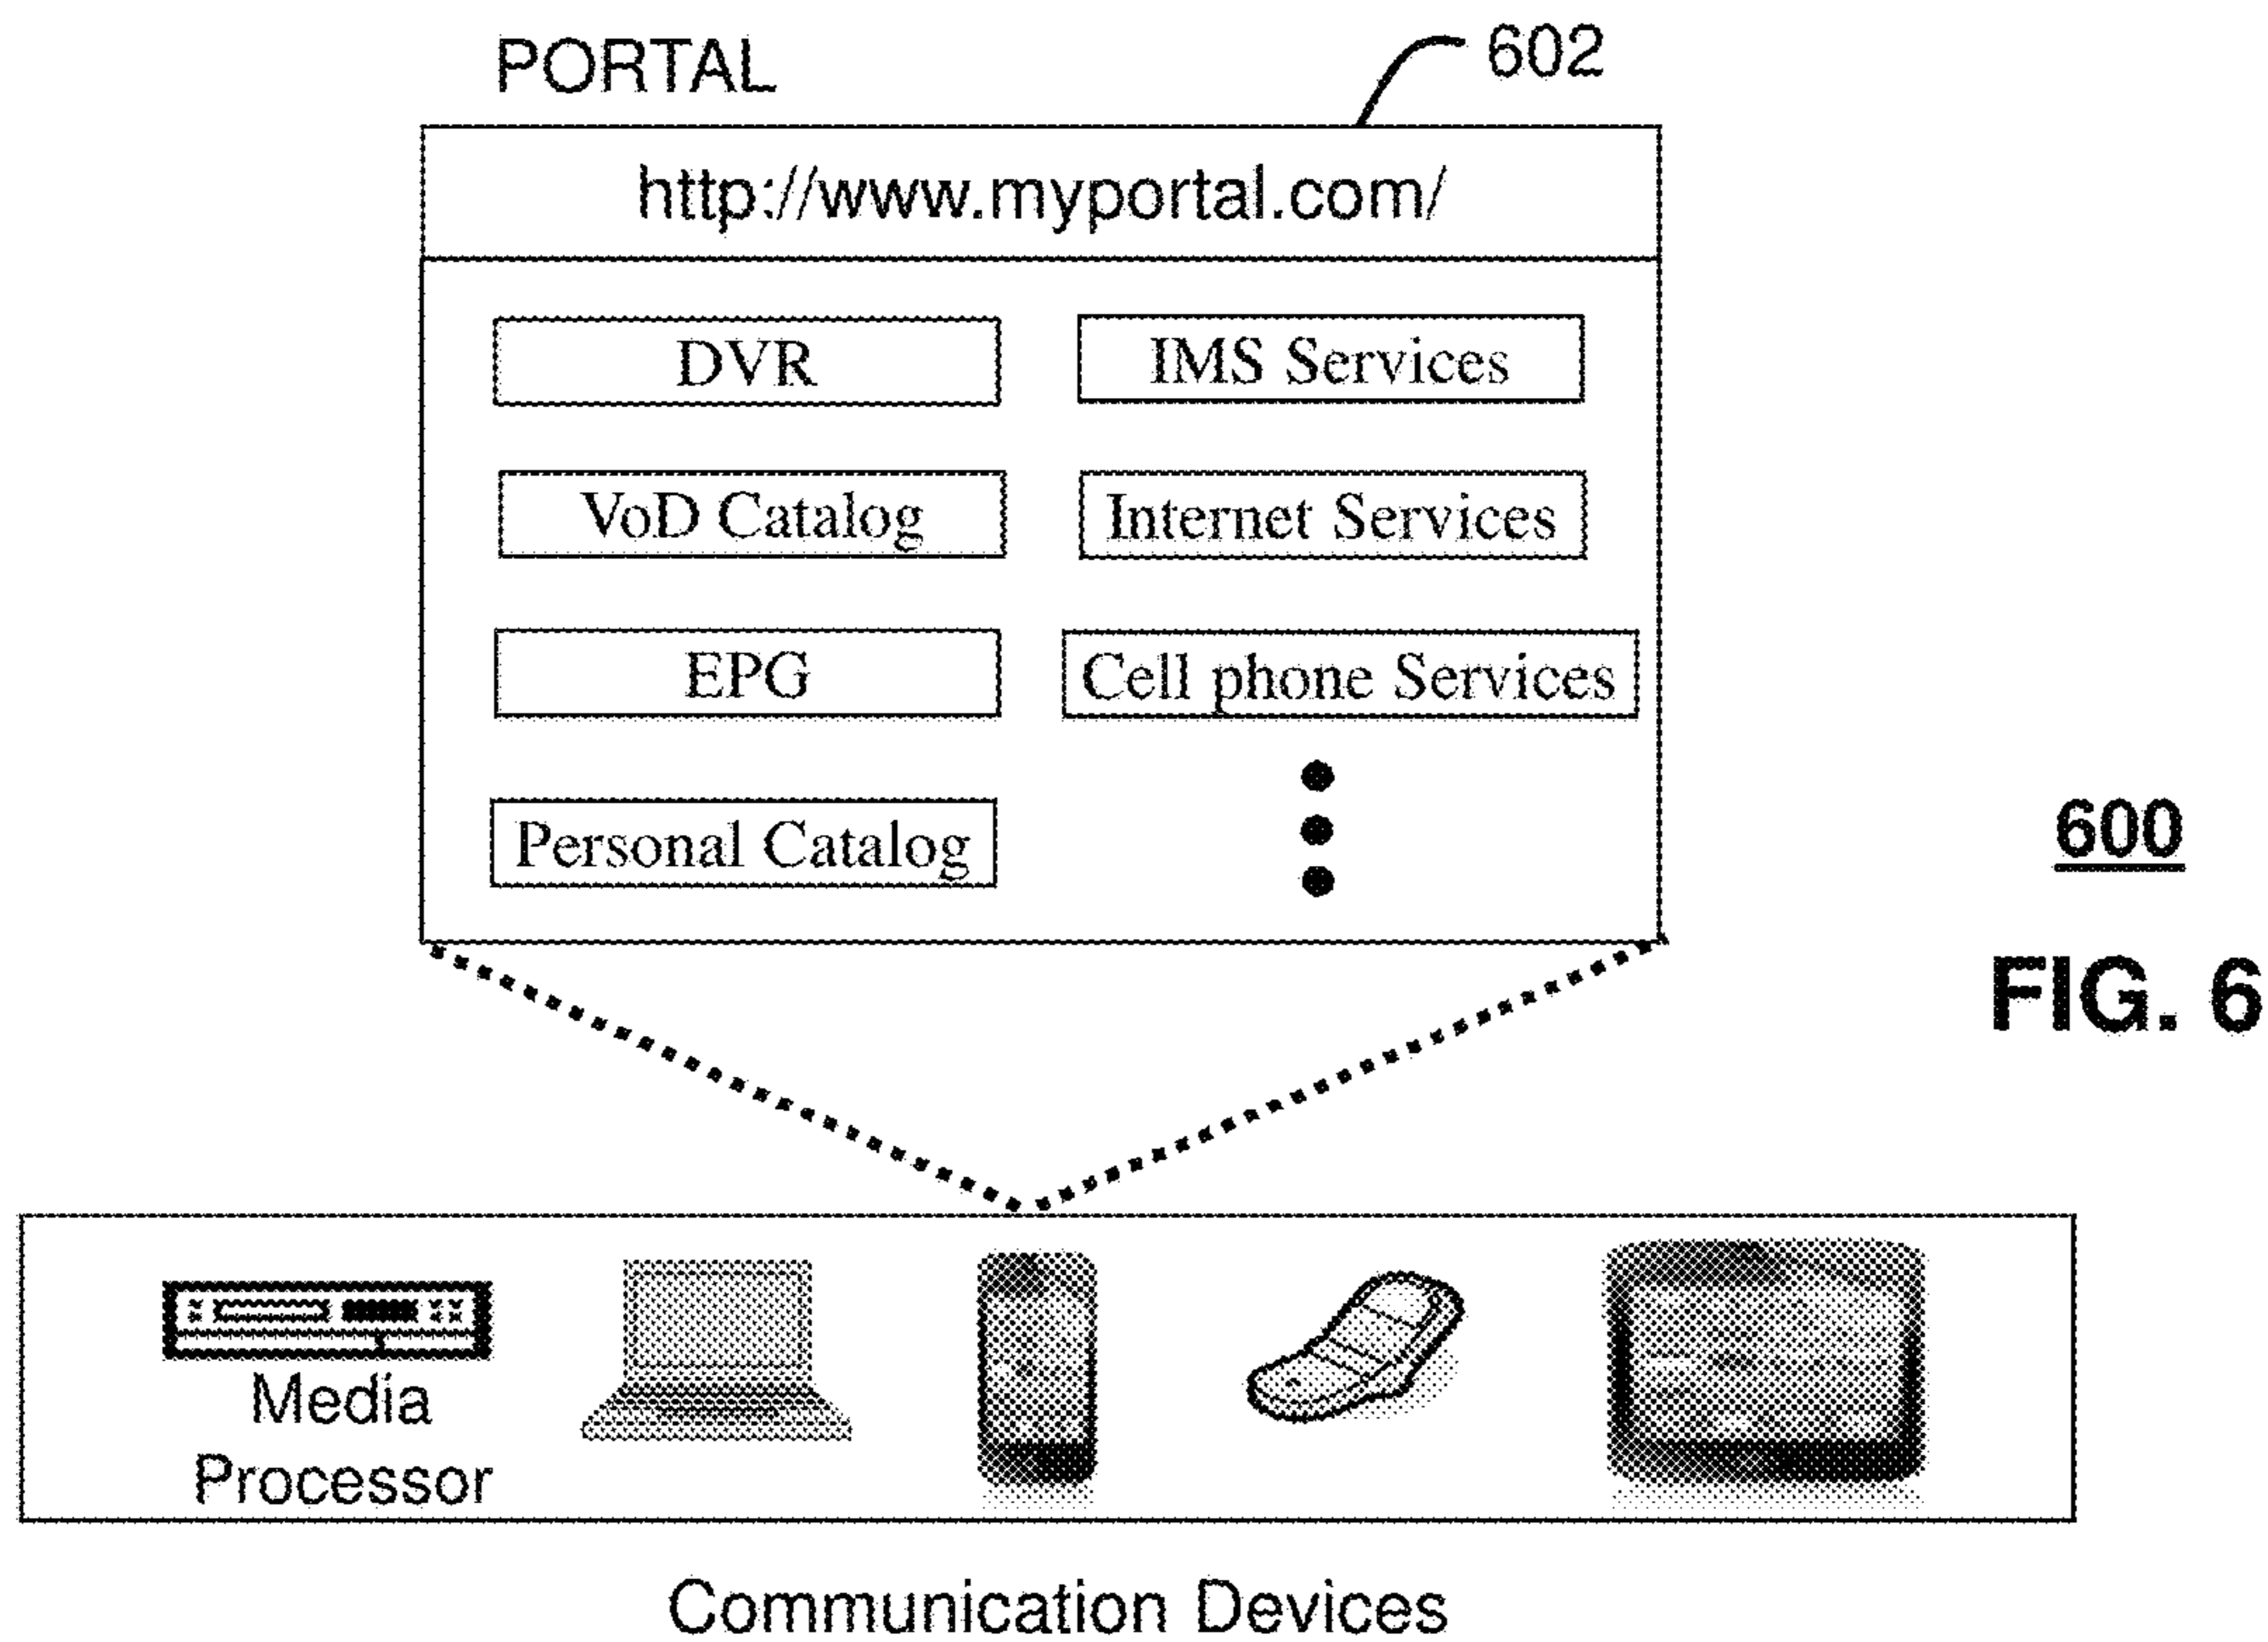 PORTAL
602
http://www.myportal.com/
DVR
IMS Services
VoD Catalog
Internet Services
EPG
Cell phone Services
Personal Catalog
600
FIG. 6
Media
Processor
Communication Devices